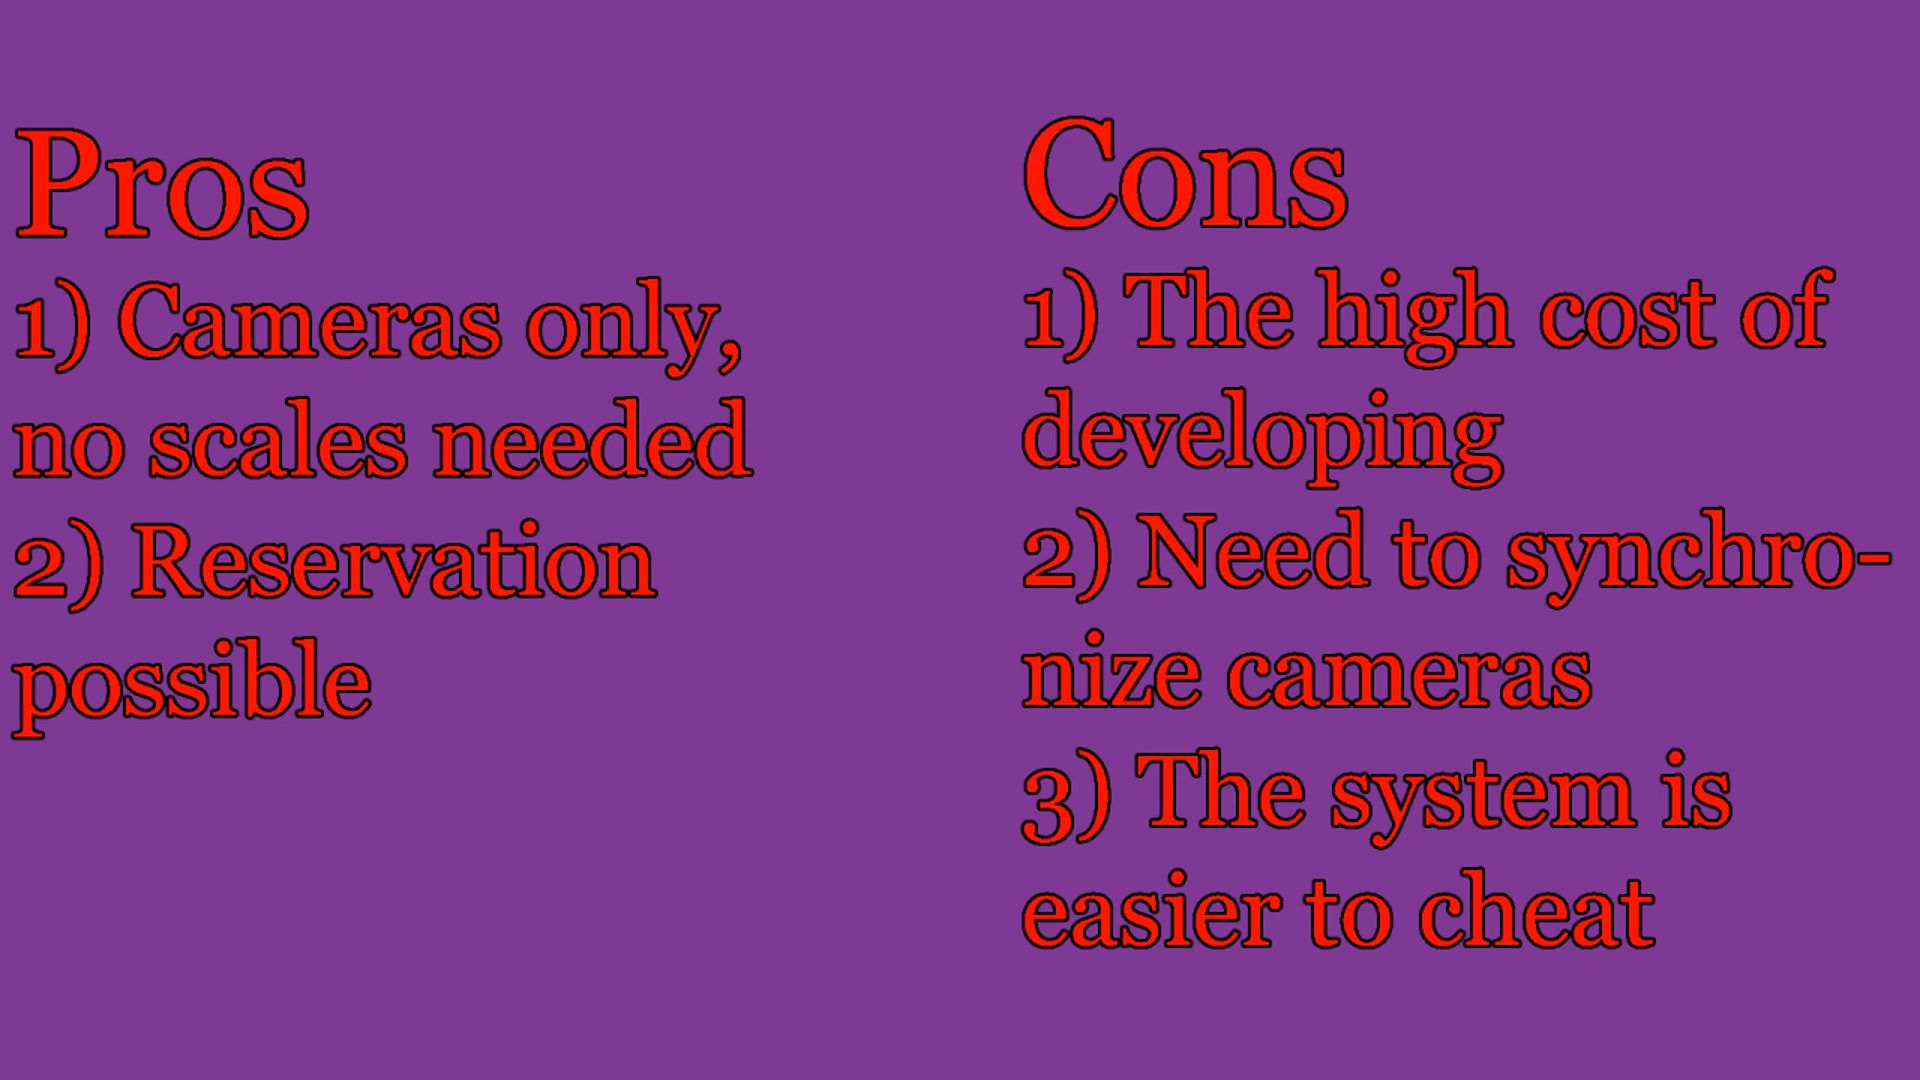 Pros
1) Cameras only,
no scales needed
2) Reservation
possible
Cons
1) The high cost of
developing
2) Need to synchro-
nize cameras
3) The system is
easier to cheat